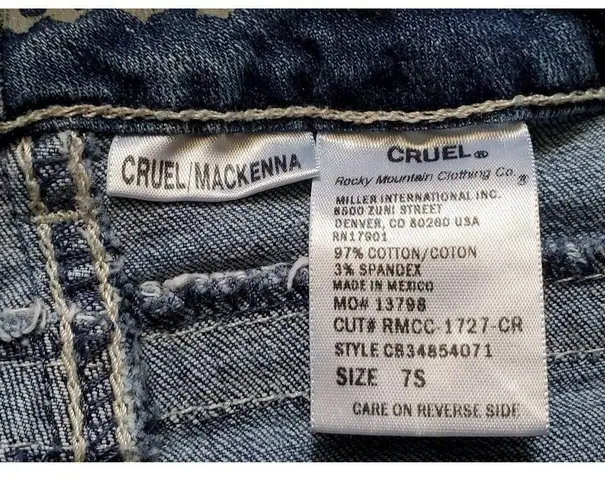 CRUEL/MACKENNA
CRUEL®
Rocky Mountain Clothing Co.®
MILLER INTERNATIONAL INC.
8500 ZUNI STREET
DENVER, CO 80260 USA
RN17901
97% COTTON/COTON
3% SPANDEX
MADE IN MEXICO
MO# 13798
CUT# RMCC-1727-CR
STYLE CB34854071
SIZE 7S
CARE ON REVERSE SIDE